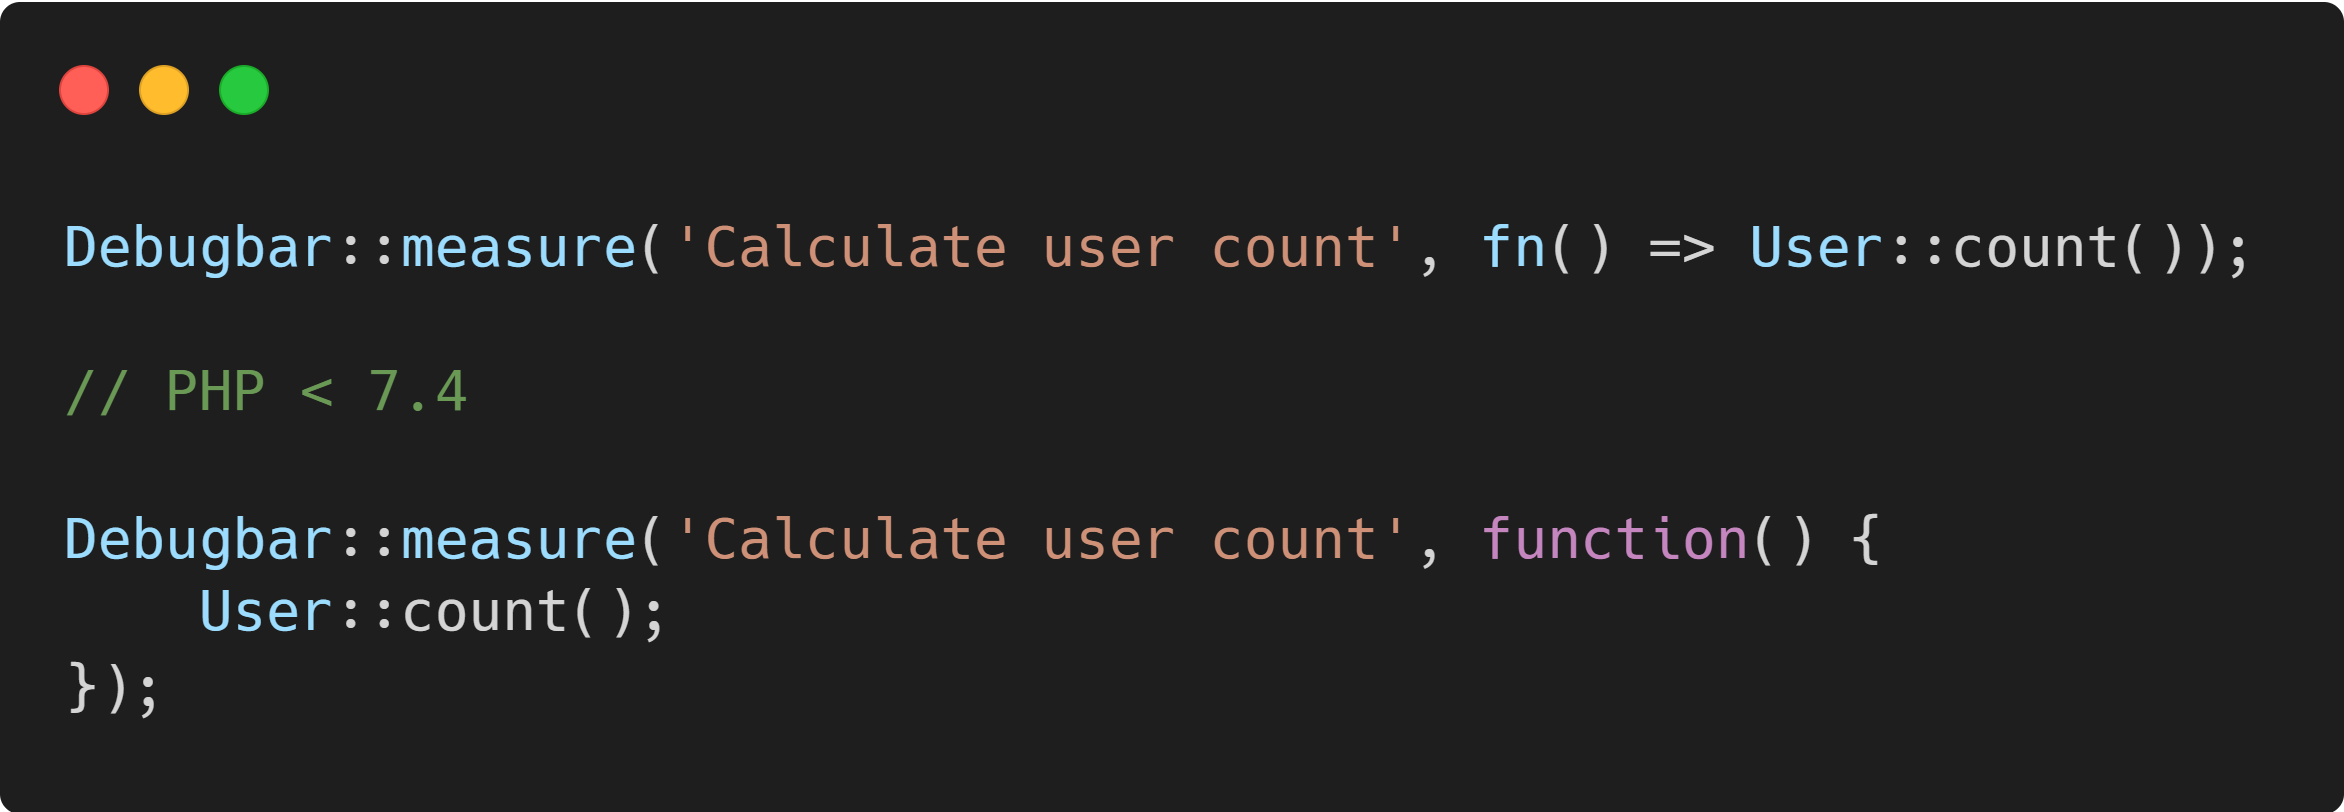 Debugbar::measure('Calculate user count', fn() => User::count());
// PHP < 7.4
Debugbar::measure('Calculate user count', function() {
    User::count();
});